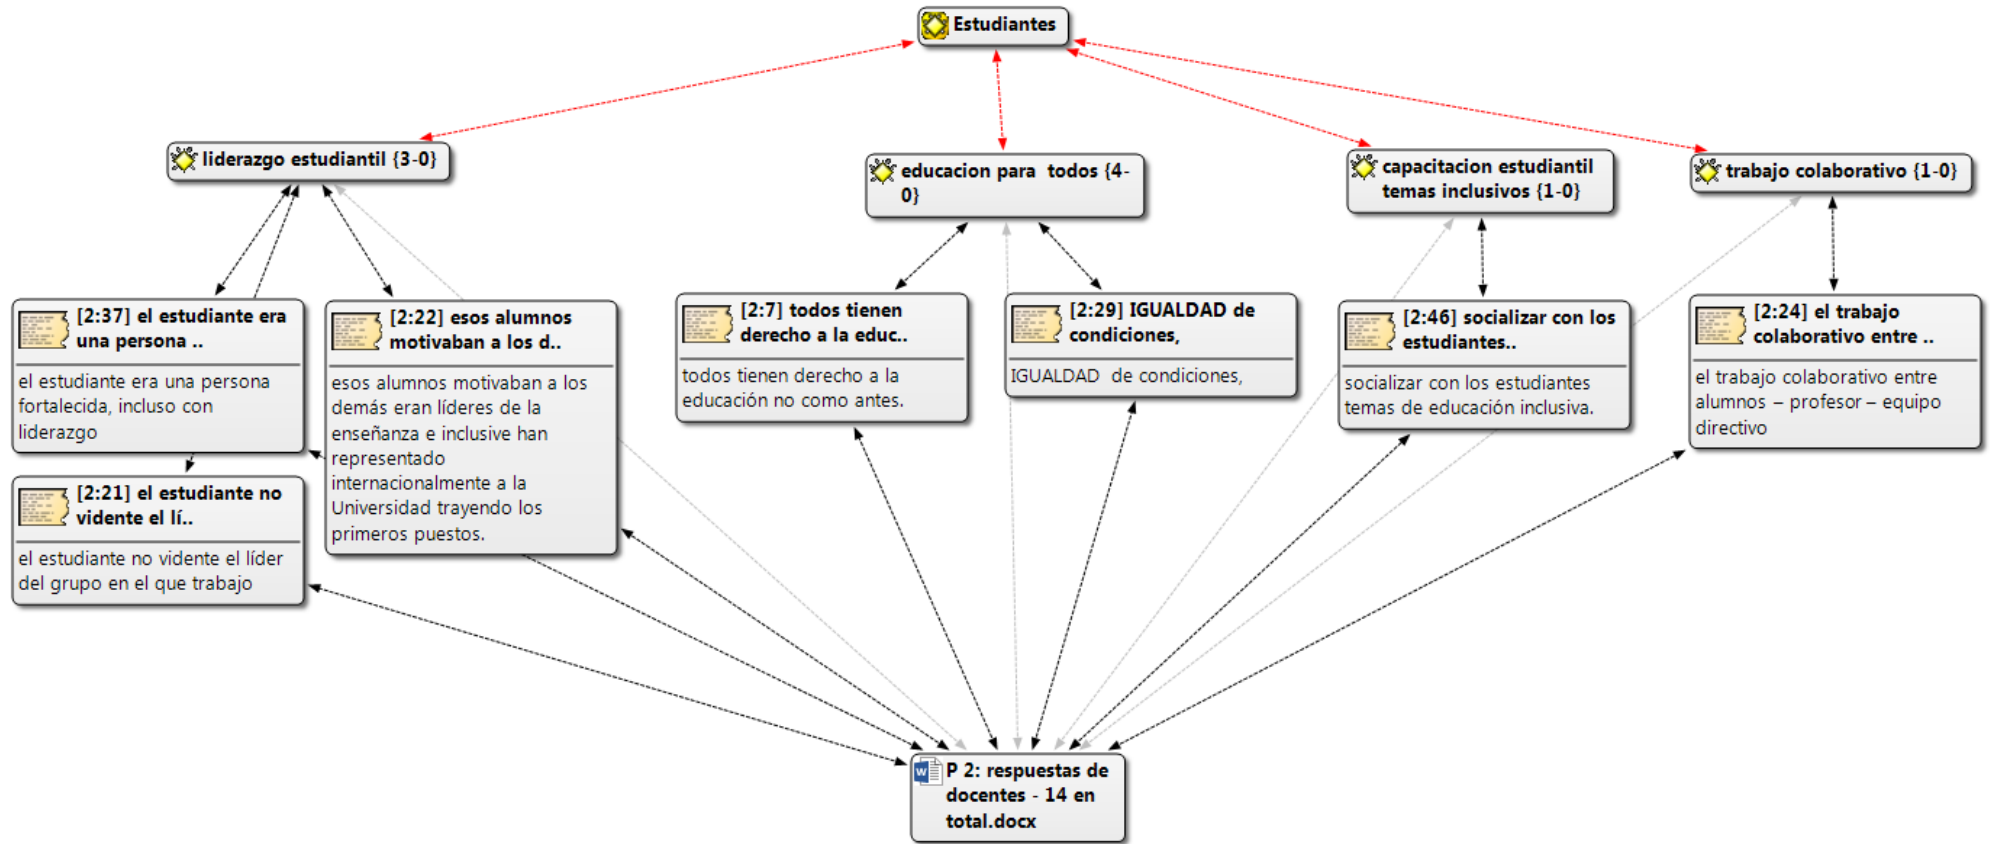 Estudiantes
liderazgo estudiantil {3-0}
educacion para todos {4-
0}
capacitacion estudiantil
temas inclusivos {1-0}
trabajo colaborativo {1-0}
[2:37] el estudiante era
una persona ..
el estudiante era una persona
fortalecida, incluso con
liderazgo
[2:21] el estudiante no
vidente el lí..
el estudiante no vidente el líder
del grupo en el que trabajo
[2:22] esos alumnos
motivaban a los d..
esos alumnos motivaban a los
demás eran líderes de la
enseñanza e inclusive han
representado
internacionalmente a la
Universidad trayendo los
primeros puestos.
[2:7] todos tienen
derecho a la educ..
todos tienen derecho a la
educación no como antes.
[2:29] IGUALDAD de
condiciones,
IGUALDAD de condiciones,
[2:46] socializar con los
estudiantes..
socializar con los estudiantes
temas de educación inclusiva.
[2:24] el trabajo
colaborativo entre ..
el trabajo colaborativo entre
alumnos – profesor – equipo
directivo
P 2: respuestas de
docentes - 14 en
total.docx